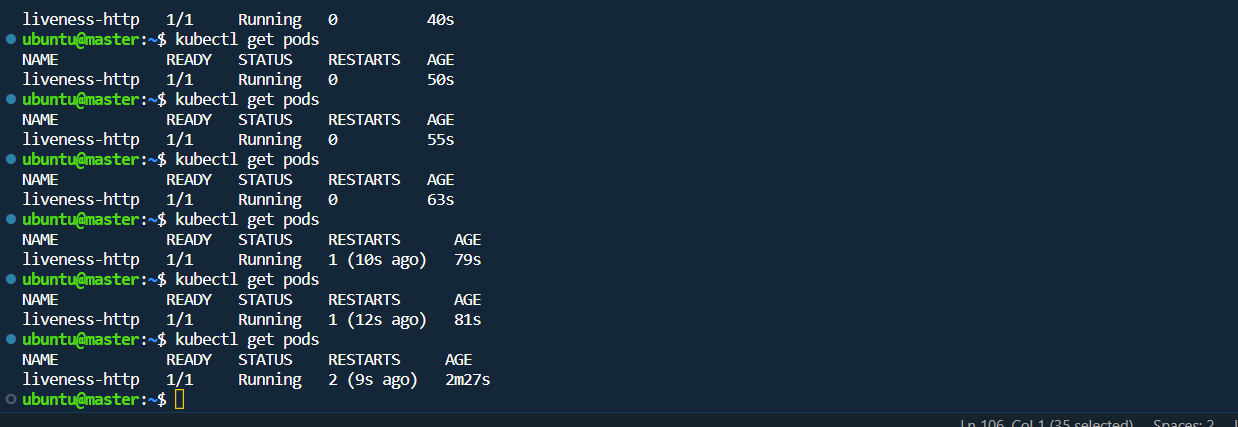 liveness-http   1/1     Running   0          40s
ubuntu@master:~$ kubectl get pods
NAME            READY   STATUS    RESTARTS   AGE
liveness-http   1/1     Running   0          50s
ubuntu@master:~$ kubectl get pods
NAME            READY   STATUS    RESTARTS   AGE
liveness-http   1/1     Running   0          55s
ubuntu@master:~$ kubectl get pods
NAME            READY   STATUS    RESTARTS   AGE
liveness-http   1/1     Running   0          63s
ubuntu@master:~$ kubectl get pods
NAME            READY   STATUS    RESTARTS      AGE
liveness-http   1/1     Running   1 (10s ago)   79s
ubuntu@master:~$ kubectl get pods
NAME            READY   STATUS    RESTARTS      AGE
liveness-http   1/1     Running   1 (12s ago)   81s
ubuntu@master:~$ kubectl get pods
NAME            READY   STATUS    RESTARTS     AGE
liveness-http   1/1     Running   2 (9s ago)   2m27s
ubuntu@master:~$
Ln 106, Col 1 (35 selected)   Spaces: 2